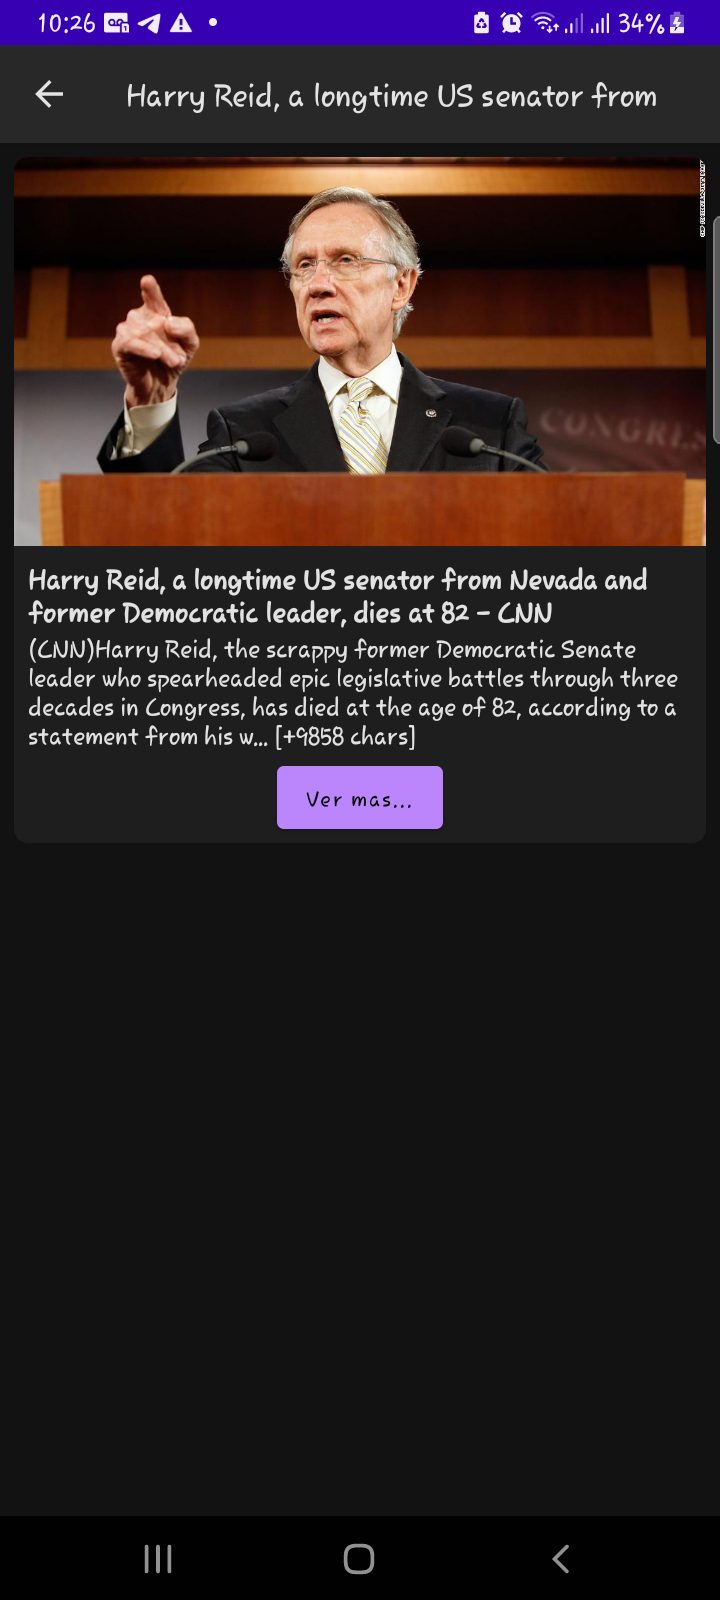 10:26
34%
Harry Reid, a longtime US senator from
CONGRES
Harry Reid, a longtime US senator from Nevada and
former Democratic leader, dies at 82 - CNN
(CNN)Harry Reid, the scrappy former Democratic Senate
leader who spearheaded epic legislative battles through three
decades in Congress, has died at the age of 82, according to a
statement from his w... [+9858 chars]
Ver mas...